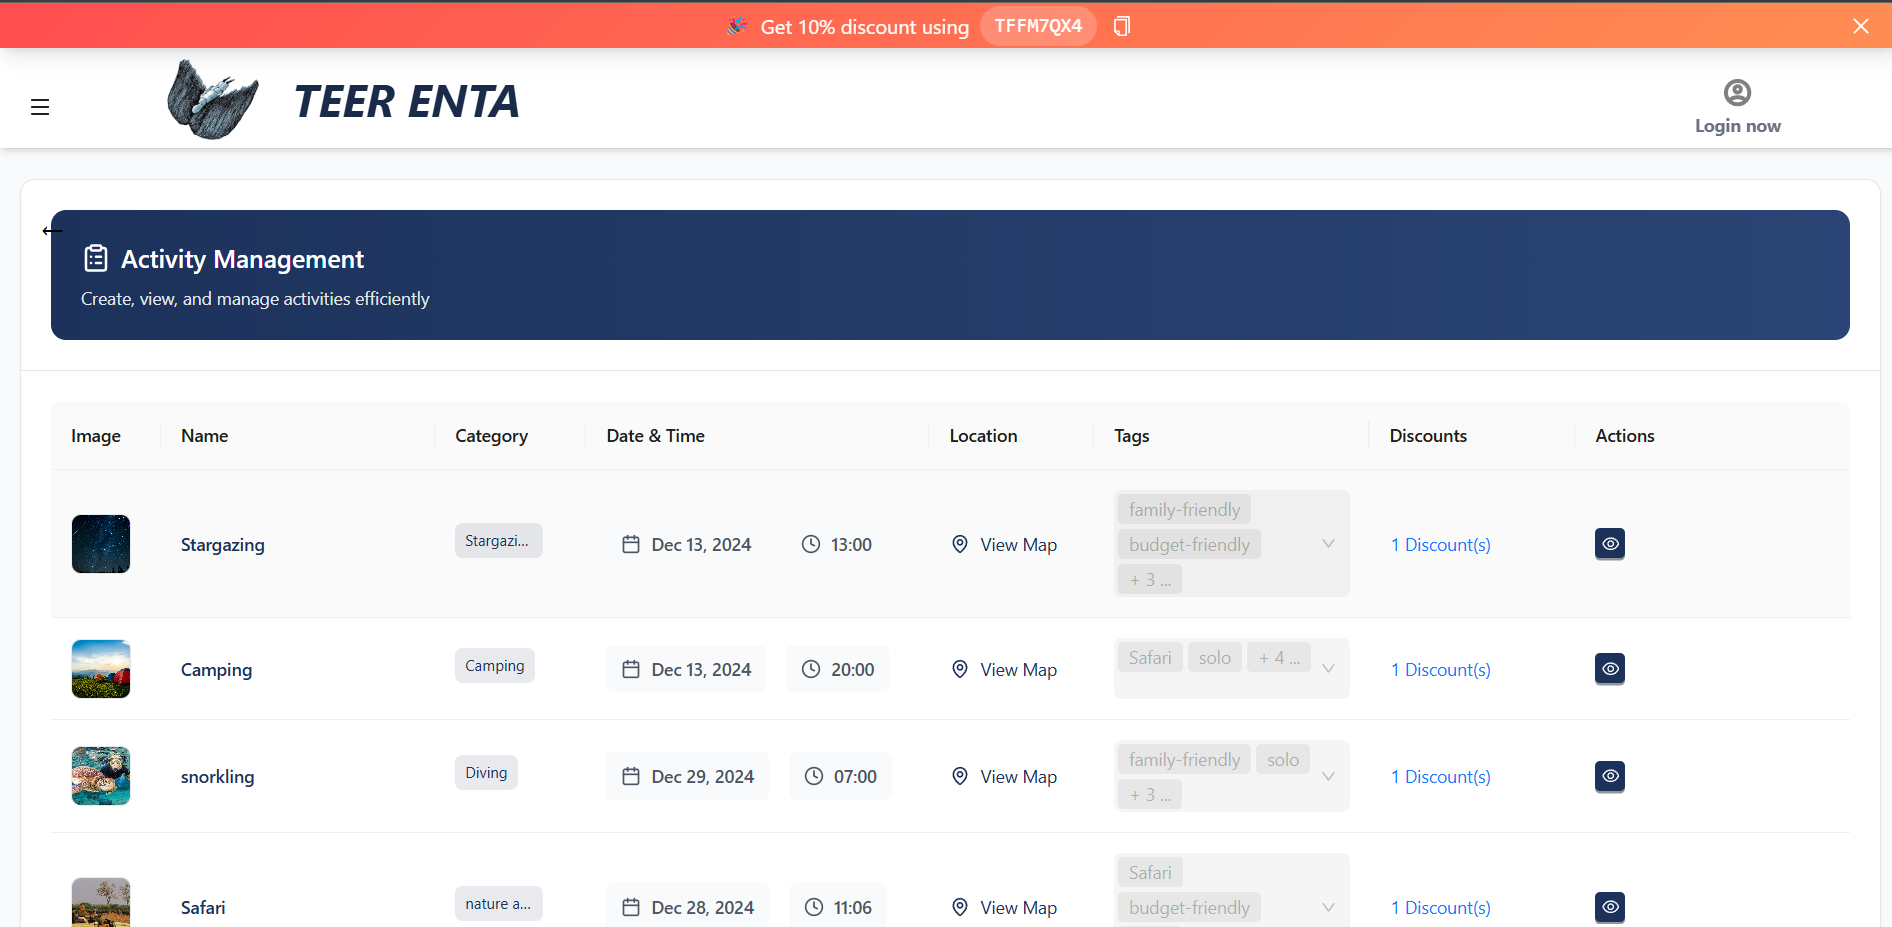 Get 10% discount using TFFM7QX4
TEER ENTA
Login now
Activity Management
Create, view, and manage activities efficiently
Image Name Category Date & Time Location Tags Discounts Actions
family-friendly
Stargazing Stargazi... Dec 13, 2024 13:00 View Map budget-friendly 1 Discount(s)
+ 3 ...
Camping Camping Dec 13, 2024 20:00 View Map Safari solo + 4 ... 1 Discount(s)
family-friendly solo
snorkling Diving Dec 29, 2024 07:00 View Map + 3 ... 1 Discount(s)
Safari
Safari nature a... Dec 28, 2024 11:06 View Map budget-friendly 1 Discount(s)